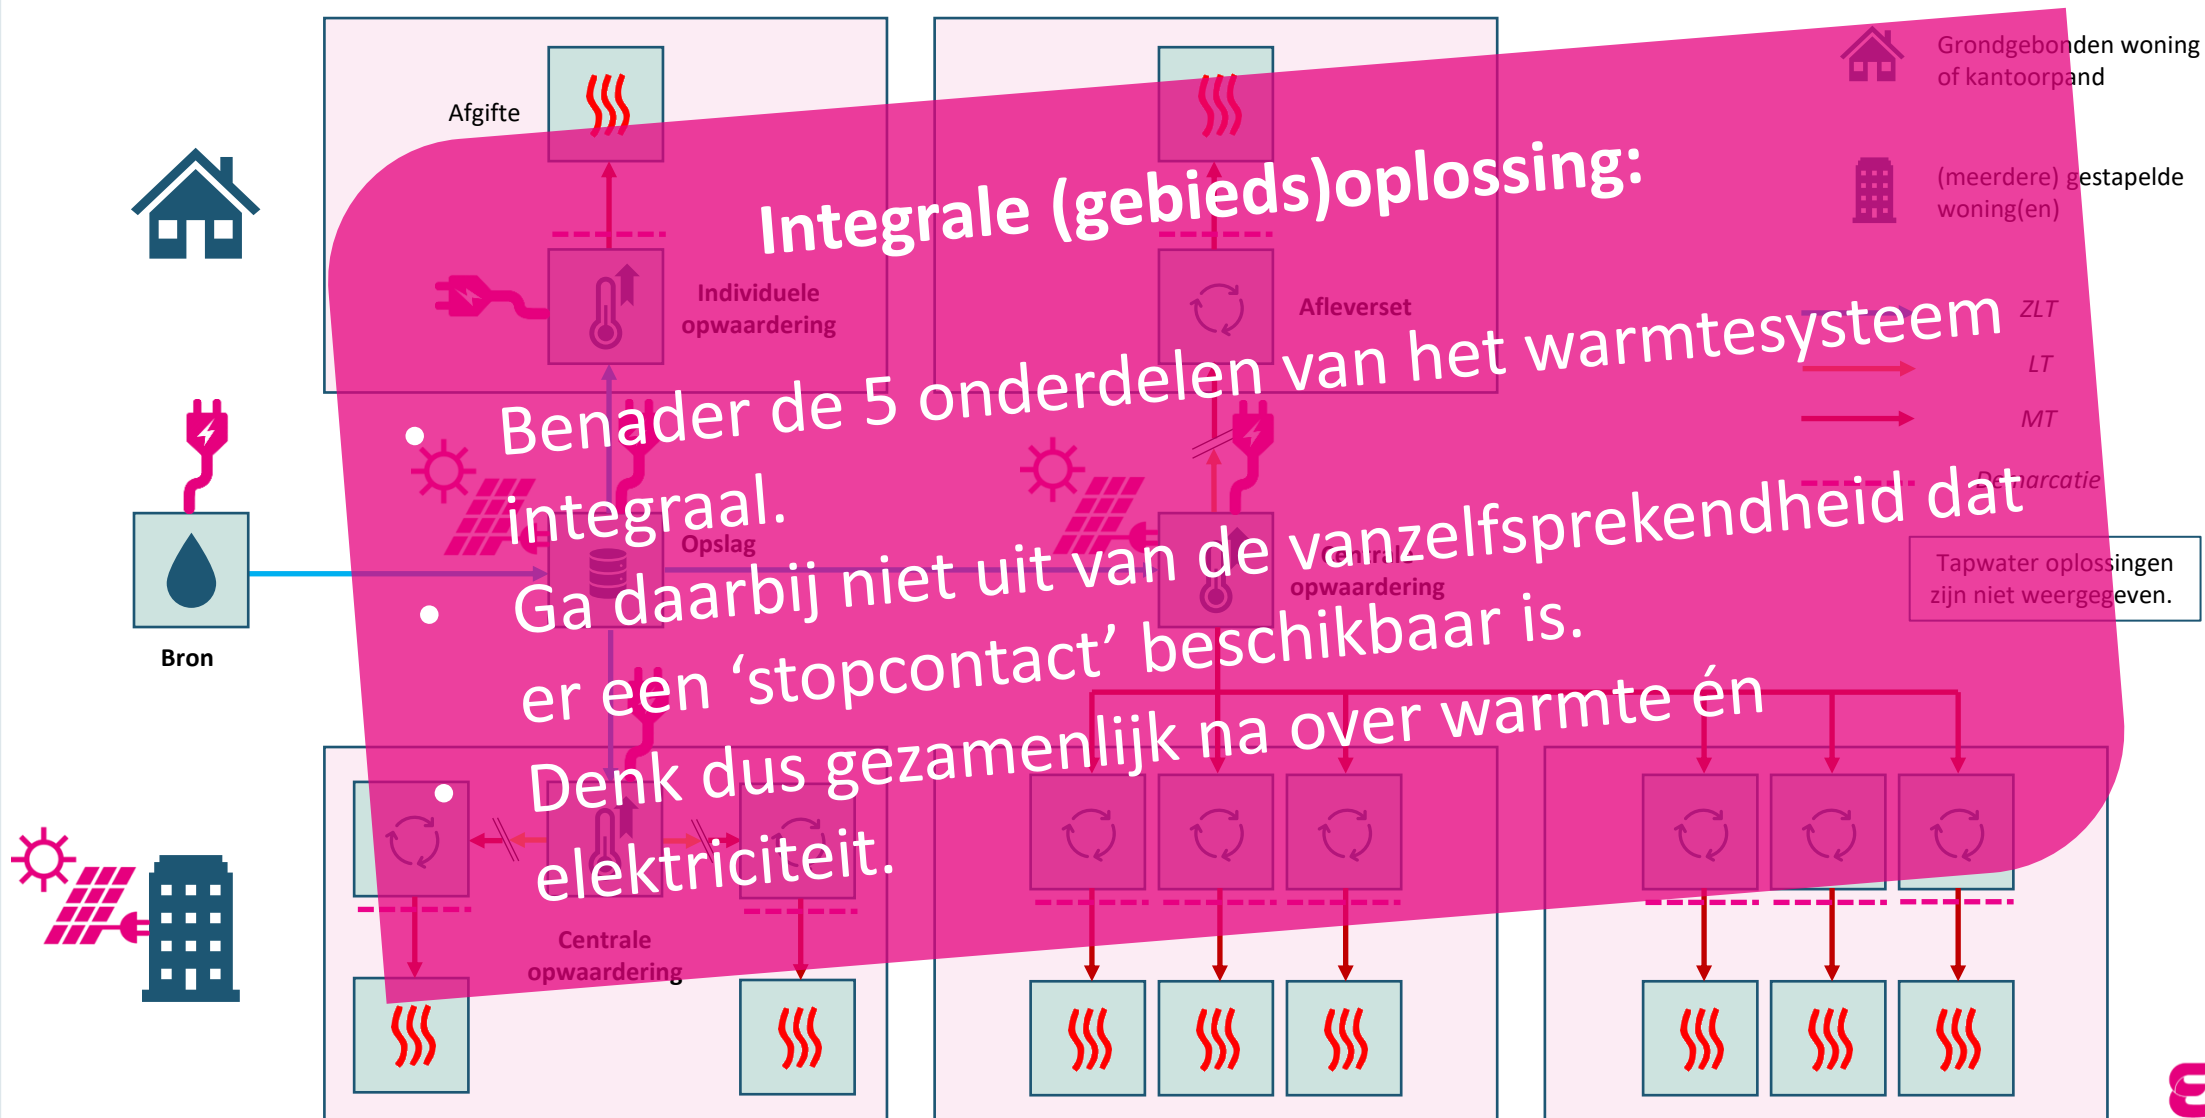 Afgifte
Grondgebonden woning
of kantoorpand
(meerdere) gestapelde
woning(en)
Integrale (gebieds)oplossing:
Individuele
opwaardering
Afleverset
ZLT
LT
MT
Demarcatie
• Benader de 5 onderdelen van het warmtesysteem
integraal.
• Ga daarbij niet uit van de vanzelfsprekendheid dat
er een ‘stopcontact’ beschikbaar is.
• Denk dus gezamenlijk na over warmte én
elektriciteit.
Opslag
Centrale
opwaardering
Tapwater oplossingen
zijn niet weergegeven.
Bron
Centrale
opwaardering